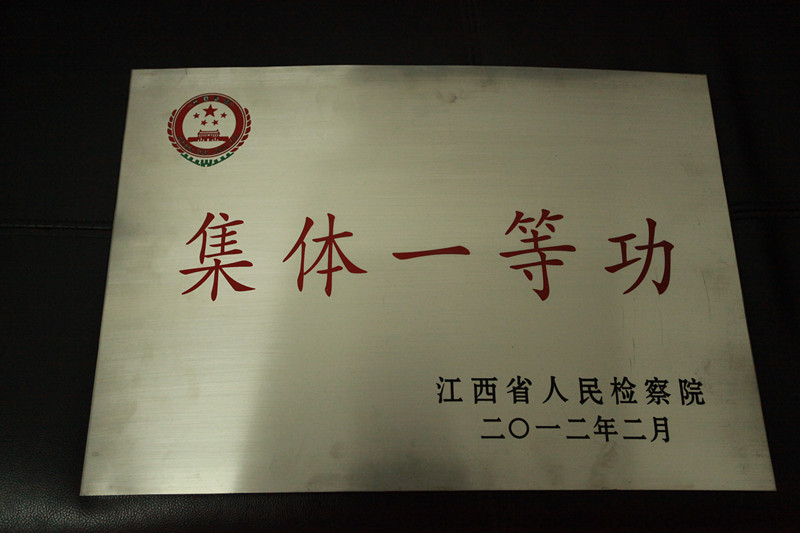 集体一等功
江西省人民检察院
二〇一二年二月